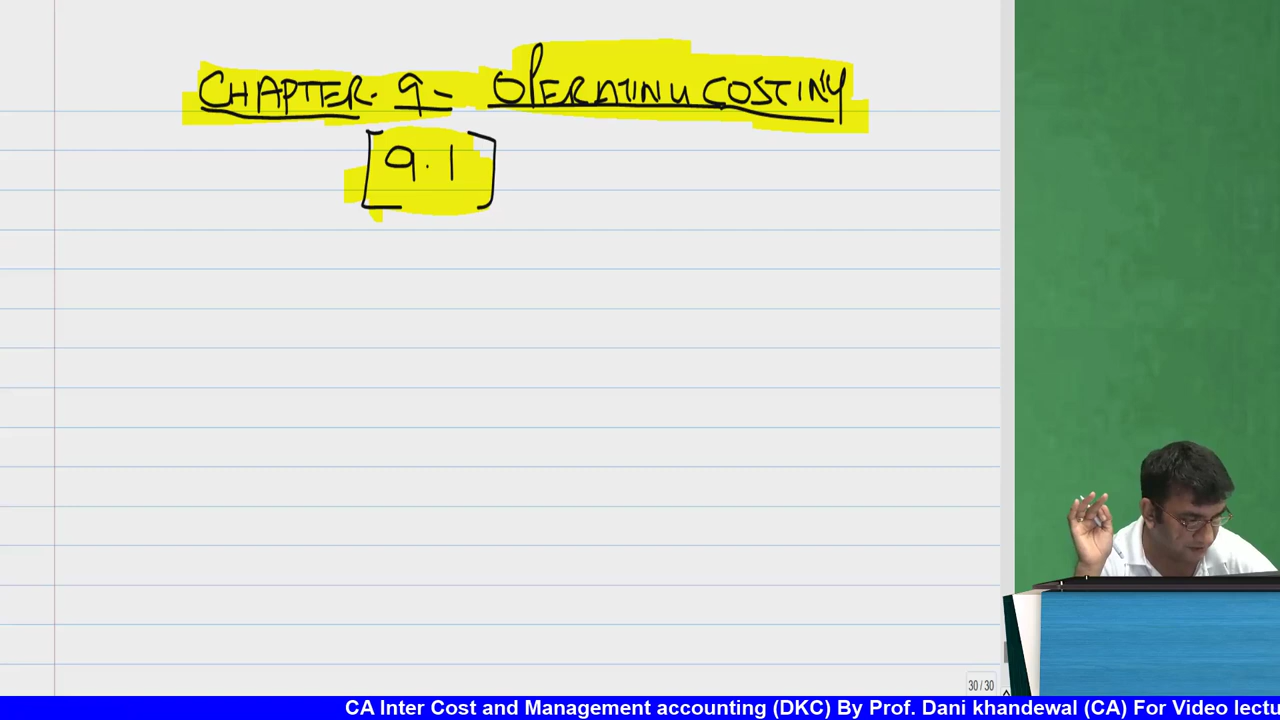 CHAPTER. 9 = OPERATING COSTING
[9.1]
30/30
CA Inter Cost and Management accounting (DKC) By Prof. Dani khandewal (CA) For Video lectu